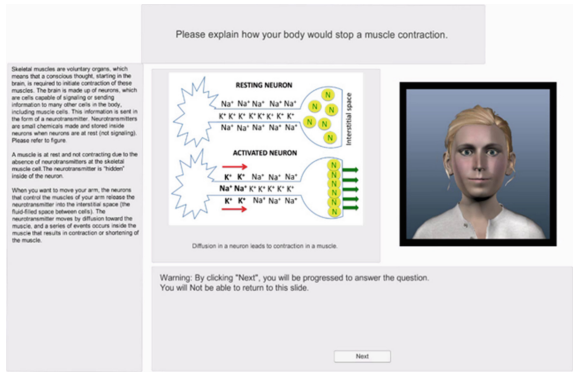 Please explain how your body would stop a muscle contraction.
Skeletal muscles are voluntary organs, which
means that a conscious thought, starting in the
brain, is required to initiate contraction of these
muscles. The brain is made up of neurons, which
are cells capable of signaling or sending
information to many other cells in the body,
including muscle cells. This information is sent in
the form of a neurotransmitter. Neurotransmitters
are small chemicals made and stored inside
neurons when neurons are at rest (not signaling).
Please refer to figure.
A muscle is at rest and not contracting due to the
absence of neurotransmitters at the skeletal
muscle cell. The neurotransmitter is "hidden"
inside of the neuron.
When you want to move your arm, the neurons
that control the muscles of your arm release the
neurotransmitter into the interstitial space (the
fluid-filled space between cells). The
neurotransmitter moves by diffusion toward the
muscle, and a series of events occurs inside the
muscle that results in contraction or shortening of
the muscle.
RESTING NEURON
Na⁺ Na⁺ Na⁺ Na⁺ Na⁺
K⁺ K⁺ K⁺ K⁺ K⁺ K⁺ K⁺
Na⁺ Na⁺ Na⁺ Na⁺ Na⁺
N
N
N
N
N
N
N
Interstitial space
ACTIVATED NEURON
K⁺ K⁺ Na⁺ Na⁺ Na⁺
Na⁺ Na⁺ K⁺ K⁺ K⁺ K⁺
K⁺ K⁺ Na⁺ Na⁺ Na⁺
N
N
N
N
N
N
N
Diffusion in a neuron leads to contraction in a muscle.
Warning: By clicking "Next", you will be progressed to answer the question.
You will Not be able to return to this slide.
Next